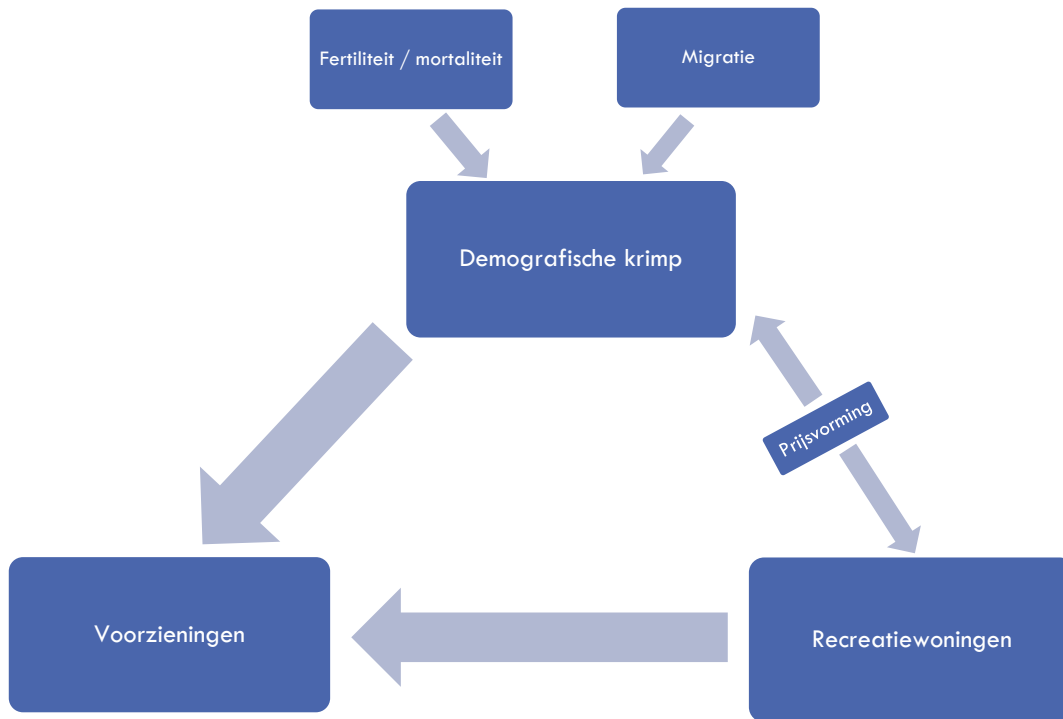 Fertiliteit / mortaliteit
Migratie
Demografische krimp
Prijsvorming
Voorzieningen
Recreatiewoningen